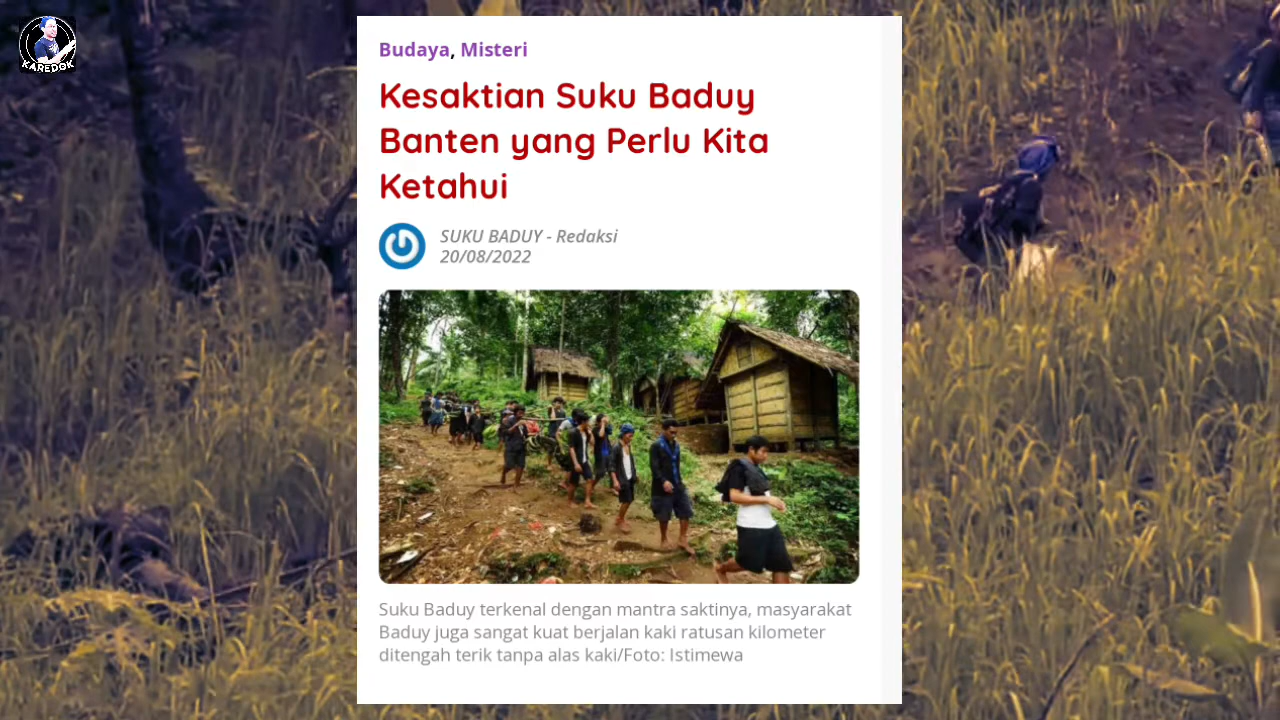 KAREDOK
Budaya, Misteri
Kesaktian Suku Baduy
Banten yang Perlu Kita
Ketahui
SUKU BADUY - Redaksi
20/08/2022
Suku Baduy terkenal dengan mantra saktinya, masyarakat
Baduy juga sangat kuat berjalan kaki ratusan kilometer
ditengah terik tanpa alas kaki/Foto: Istimewa